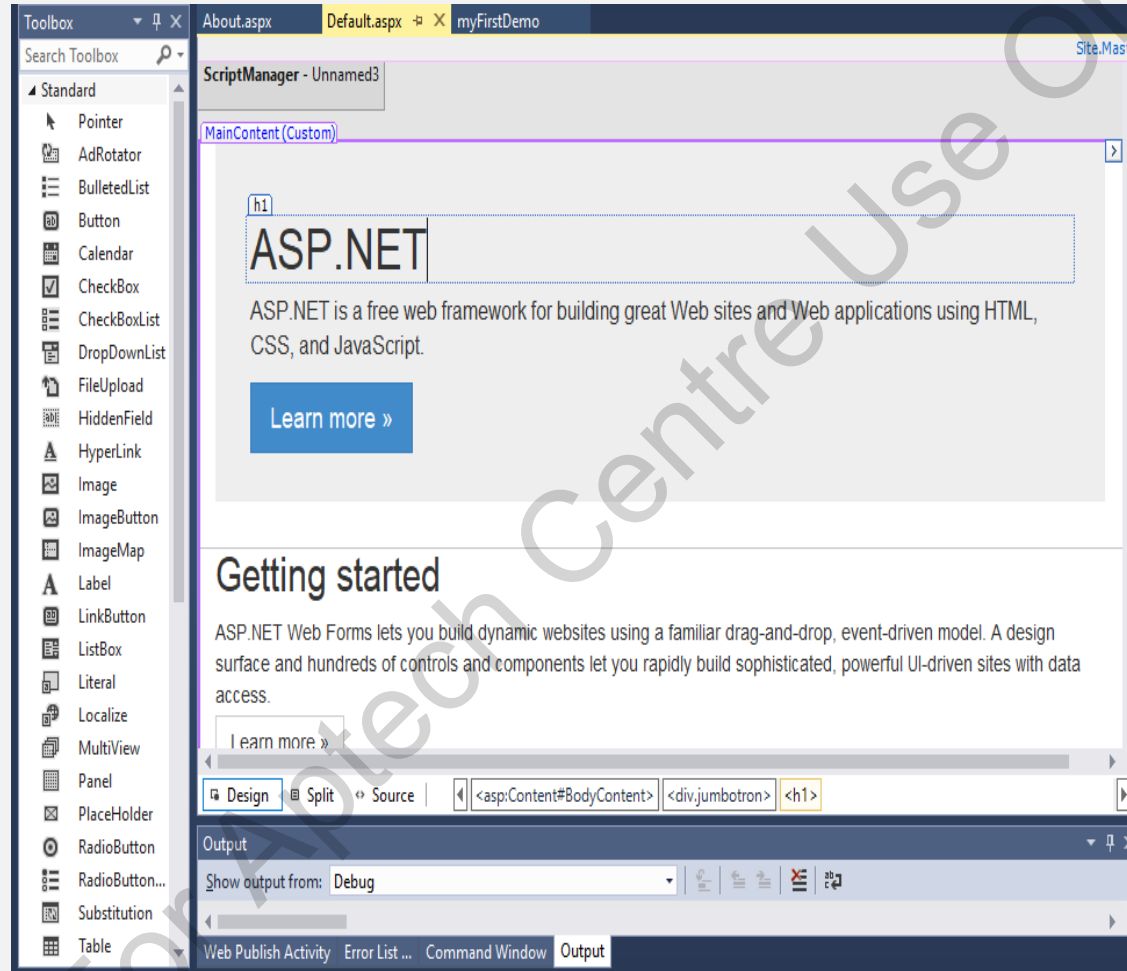 Toolbox
Search Toolbox
Standard
Pointer
AdRotator
BulletedList
Button
Calendar
CheckBox
CheckBoxList
DropDownList
FileUpload
HiddenField
HyperLink
Image
ImageButton
ImageMap
Label
LinkButton
ListBox
Literal
Localize
MultiView
Panel
PlaceHolder
RadioButton
RadioButton...
Substitution
Table
About.aspx Default.aspx myFirstDemo
Site.Mas
ScriptManager - Unnamed3
MainContent (Custom)
h1
ASP.NET
ASP.NET is a free web framework for building great Web sites and Web applications using HTML,
CSS, and JavaScript.
Learn more »
Getting started
ASP.NET Web Forms lets you build dynamic websites using a familiar drag-and-drop, event-driven model. A design
surface and hundreds of controls and components let you rapidly build sophisticated, powerful UI-driven sites with data
access.
Learn more »
Design Split Source <asp:Content#BodyContent> <div.jumbotron> <h1>
Output
Show output from: Debug
Web Publish Activity Error List ... Command Window Output
For Aptech Centre Use